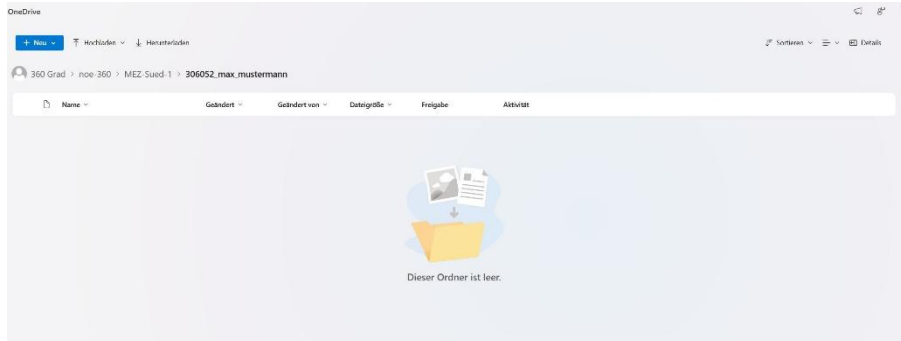 OneDrive
+ Neu Hochladen Herunterladen Sortieren Details
360 Grad > noe-360 > MEZ-Sued-1 > 306052_max_mustermann
Name Geändert Geändert von Dateigröße Freigabe Aktivität
Dieser Ordner ist leer.